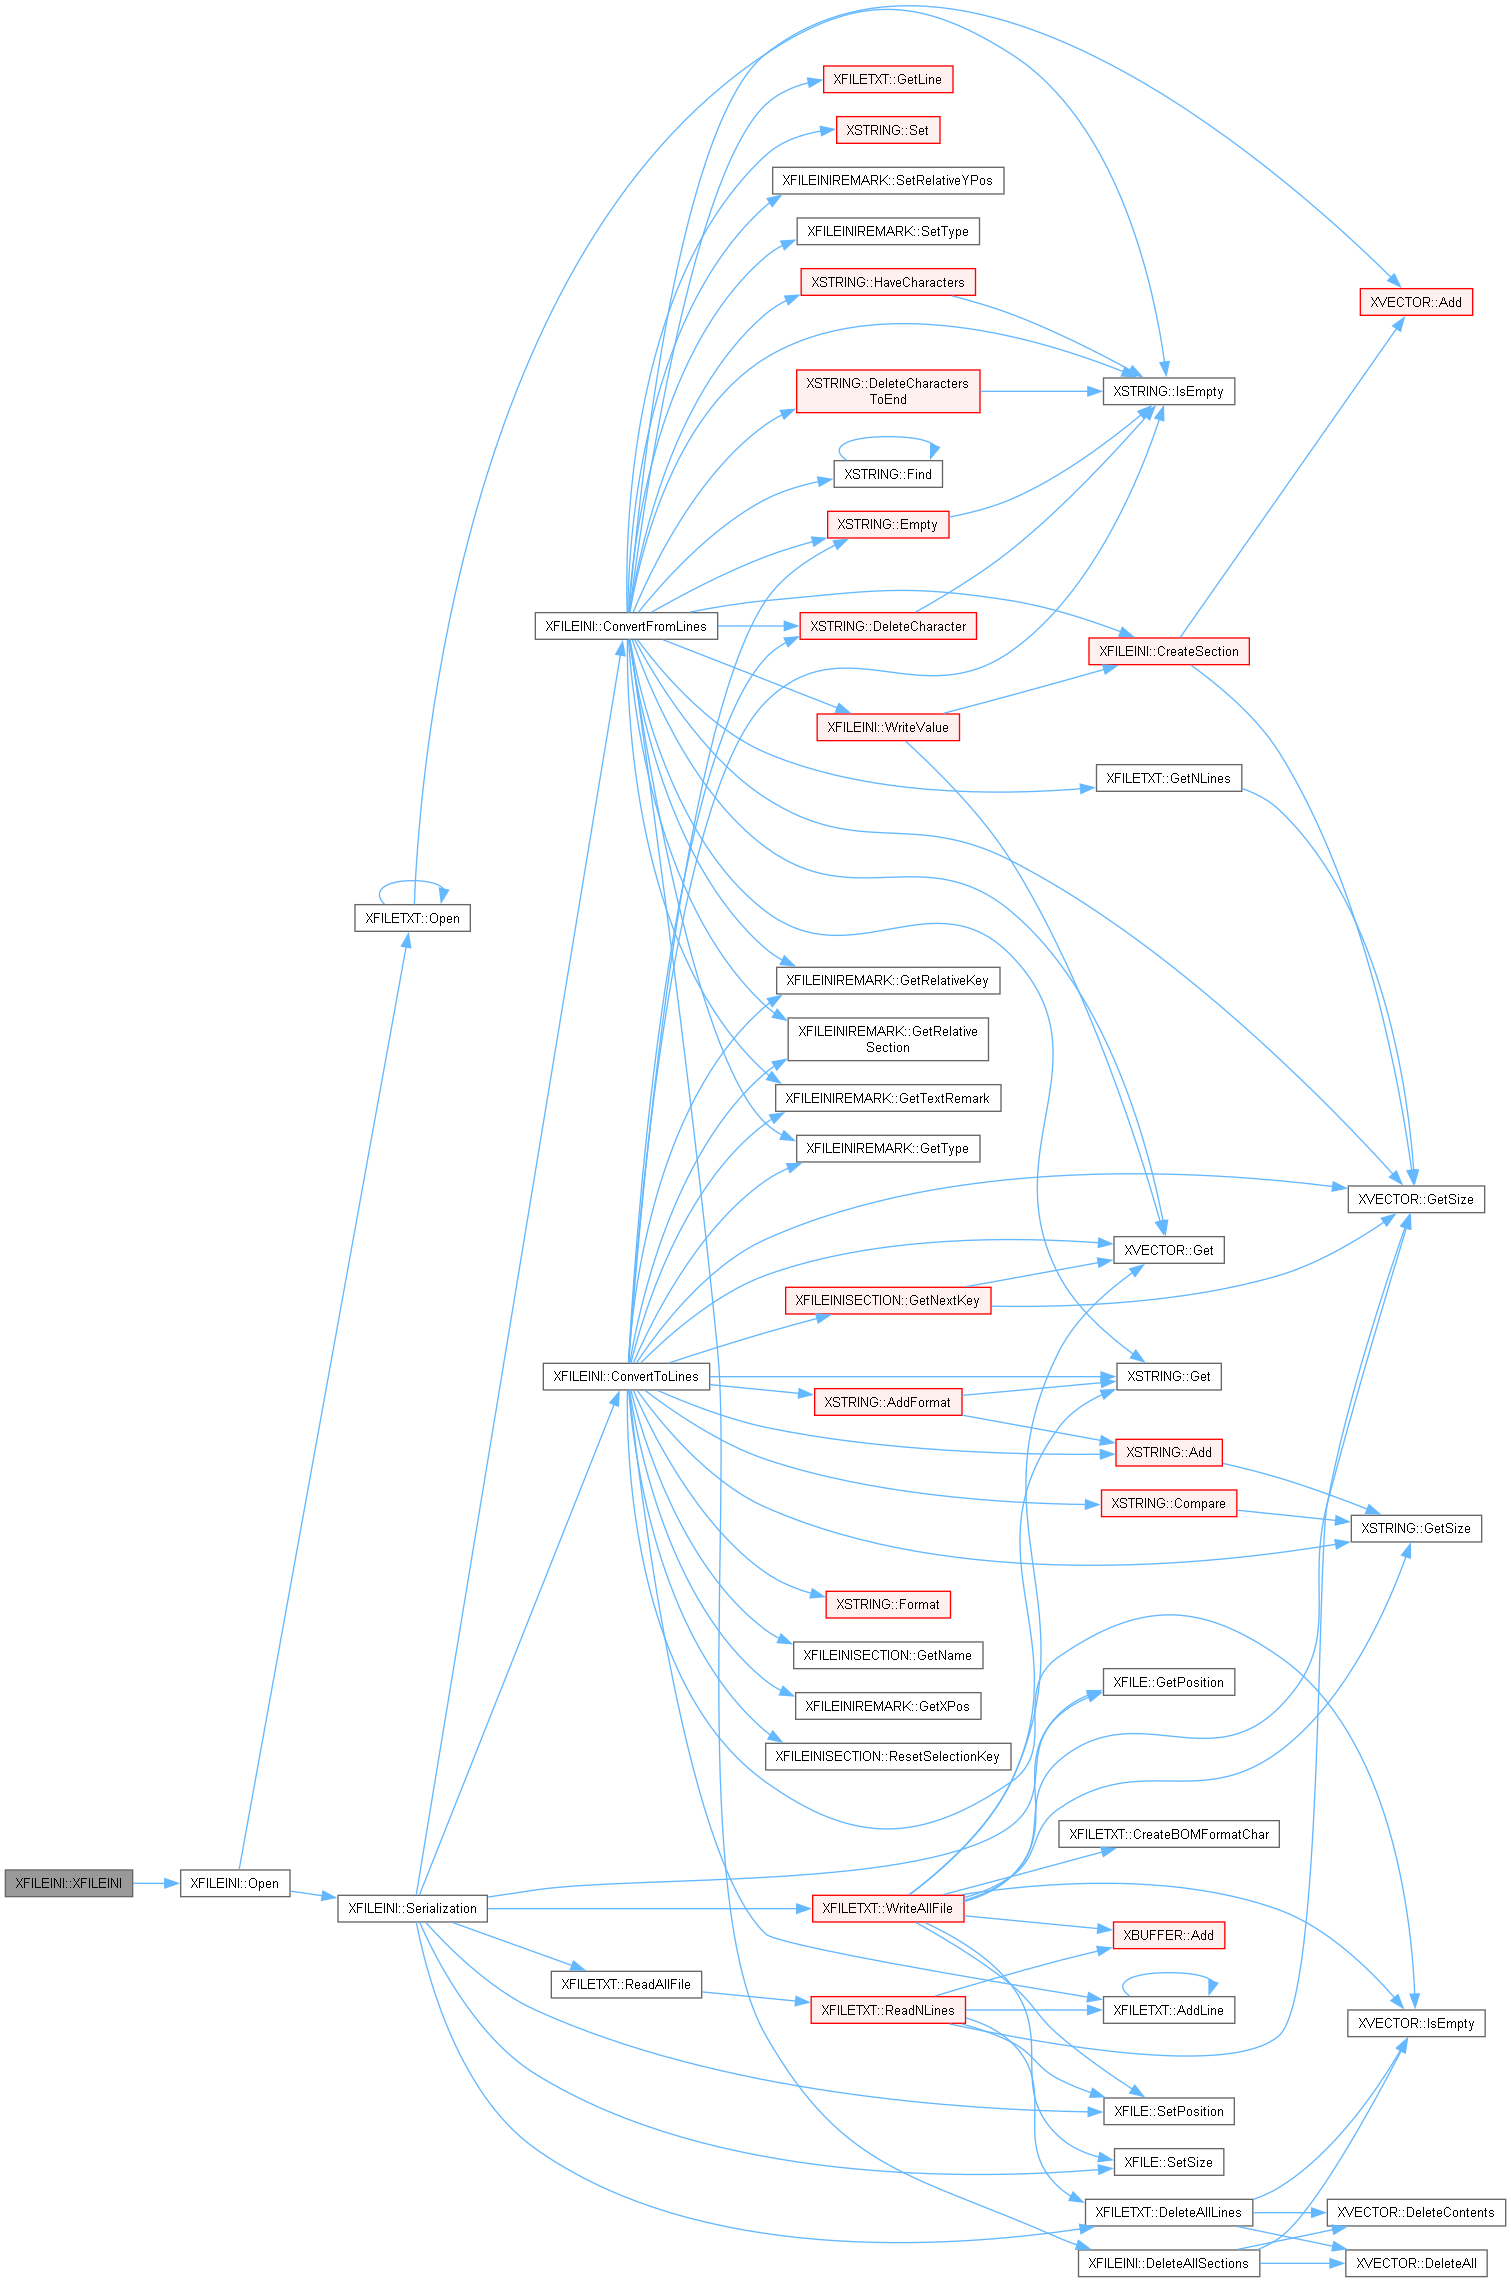 XFILETXT::GetLine
XSTRING::Set
XFILEINIREMARK::SetRelativeYPos
XFILEINIREMARK::SetType
XSTRING::HaveCharacters
XVECTOR::Add
XSTRING::DeleteCharacters
ToEnd
XSTRING::IsEmpty
XSTRING::Find
XSTRING::Empty
XFILEINI::ConvertFromLines
XSTRING::DeleteCharacter
XFILEINI::CreateSection
XFILEINI::WriteValue
XFILETXT::GetNLines
XFILETXT::Open
XFILEINIREMARK::GetRelativeKey
XFILEINIREMARK::GetRelative
Section
XFILEINIREMARK::GetTextRemark
XFILEINIREMARK::GetType
XVECTOR::GetSize
XVECTOR::Get
XFILEINISECTION::GetNextKey
XFILEINI::ConvertToLines
XSTRING::Get
XSTRING::AddFormat
XSTRING::Add
XSTRING::Compare
XSTRING::GetSize
XSTRING::Format
XFILEINISECTION::GetName
XFILE::GetPosition
XFILEINIREMARK::GetXPos
XFILEINISECTION::ResetSelectionKey
XFILETXT::CreateBOMFormatChar
XFILEINI::XFILEINI
XFILEINI::Open
XFILEINI::Serialization
XFILETXT::WriteAllFile
XBUFFER::Add
XFILETXT::ReadAllFile
XFILETXT::ReadNLines
XFILETXT::AddLine
XVECTOR::IsEmpty
XFILE::SetPosition
XFILE::SetSize
XFILETXT::DeleteAllLines
XVECTOR::DeleteContents
XFILEINI::DeleteAllSections
XVECTOR::DeleteAll